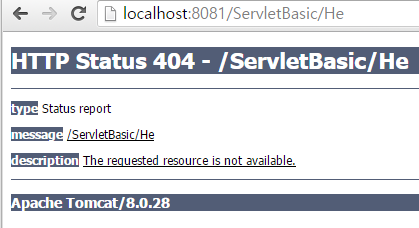 localhost:8081/ServletBasic/He
HTTP Status 404 - /ServletBasic/He
type Status report
message /ServletBasic/He
description The requested resource is not available.
Apache Tomcat/8.0.28